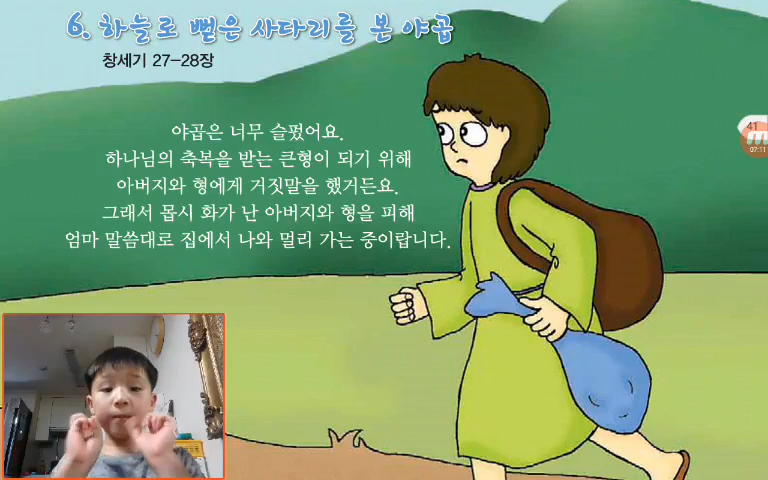 6. 하늘로 뻗은 사다리를 본 야곱
창세기 27-28장
야곱은 너무 슬펐어요.
하나님의 축복을 받는 큰형이 되기 위해
아버지와 형에게 거짓말을 했거든요.
그래서 몹시 화가 난 아버지와 형을 피해
엄마 말씀대로 집에서 나와 멀리 가는 중이랍니다.
41
07:11